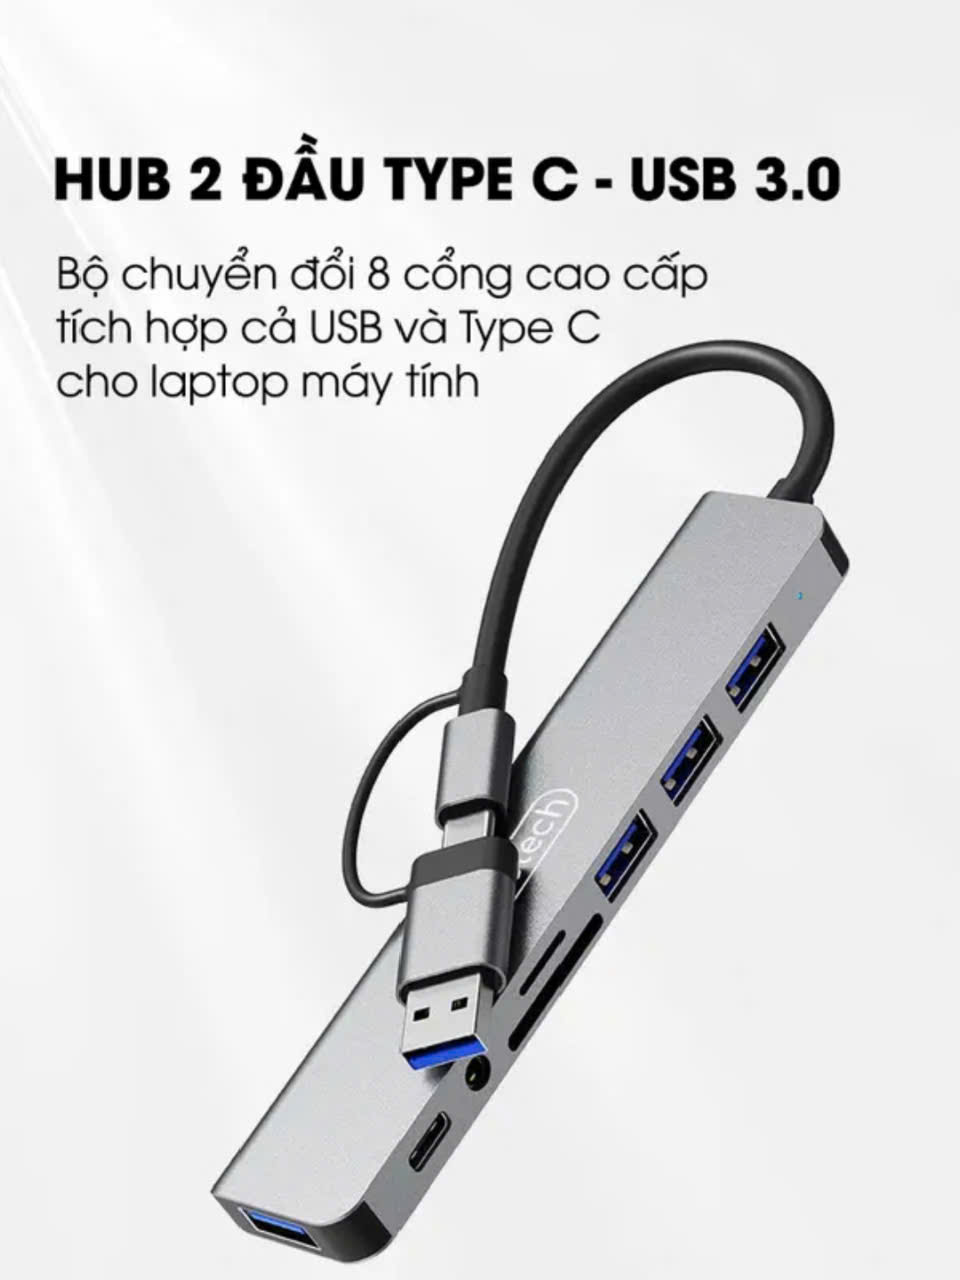 HUB 2 ĐẦU TYPE C - USB 3.0
Bộ chuyển đổi 8 cổng cao cấp
tích hợp cả USB và Type C
cho laptop máy tính